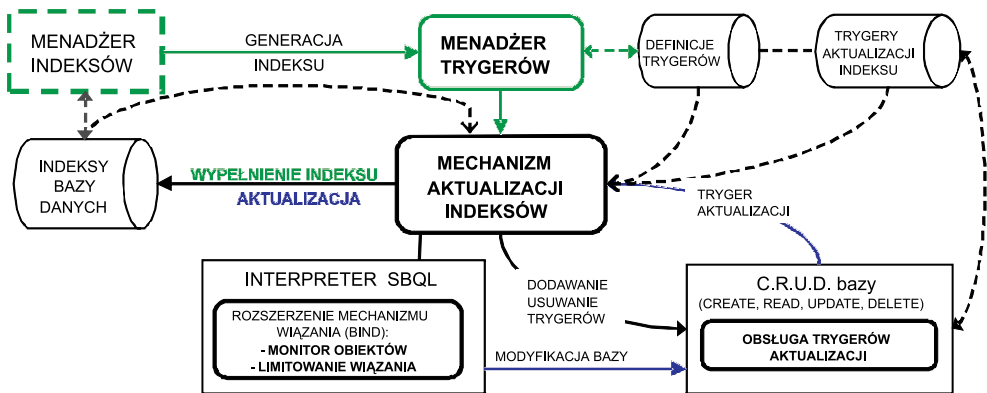 MENADŻER
INDEKSÓW
GENERACJA
INDEKSU
MENADŻER
TRYGERÓW
DEFINICJE
TRYGERÓW
TRYGERY
AKTUALIZACJI
INDEKSU
INDEKSY
BAZY
DANYCH
WYPEŁNIENIE INDEKSU
AKTUALIZACJA
MECHANIZM
AKTUALIZACJI
INDEKSÓW
TRYGER
AKTUALIZACJI
INTERPRETER SBQL
ROZSZERZENIE MECHANIZMU
WIĄZANIA (BIND):
- MONITOR OBIEKTÓW
- LIMITOWANIE WIĄZANIA
DODAWANIE
USUWANIE
TRYGERÓW
MODYFIKACJA BAZY
C.R.U.D. bazy
(CREATE, READ, UPDATE, DELETE)
OBSŁUGA TRYGERÓW
AKTUALIZACJI